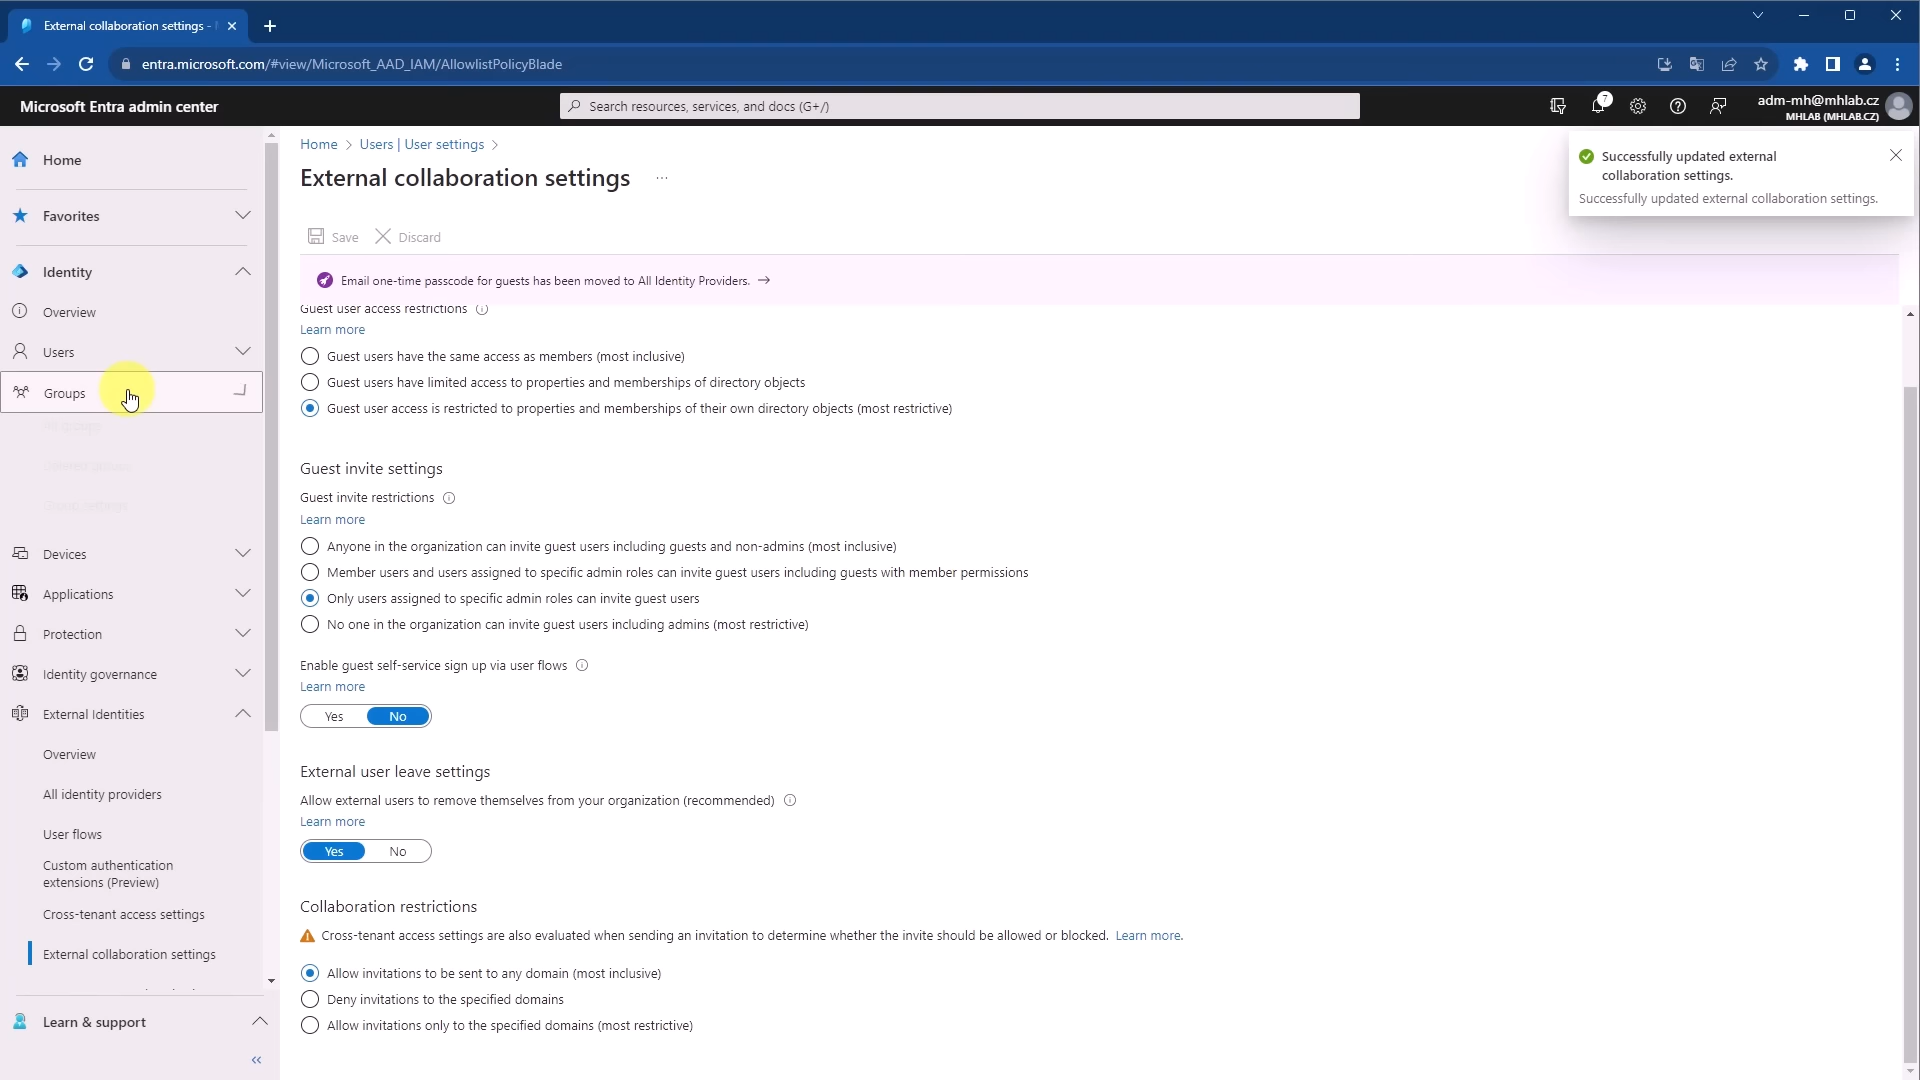 External collaboration settings -
entra.microsoft.com/#view/Microsoft_AAD_IAM/AllowlistPolicyBlade
Microsoft Entra admin center
Search resources, services, and docs (G+/)
7
adm-mh@mhlab.cz
MHLAB (MHLAB.CZ)
Home
Favorites
Identity
Overview
Users
Groups
Devices
Applications
Protection
Identity governance
External Identities
Overview
All identity providers
User flows
Custom authentication
extensions (Preview)
Cross-tenant access settings
External collaboration settings
Learn & support
«
Home > Users | User settings >
External collaboration settings ...
Save Discard
Email one-time passcode for guests has been moved to All Identity Providers. →
Guest user access restrictions
Learn more
Guest users have the same access as members (most inclusive)
Guest users have limited access to properties and memberships of directory objects
Guest user access is restricted to properties and memberships of their own directory objects (most restrictive)
Guest invite settings
Guest invite restrictions
Learn more
Anyone in the organization can invite guest users including guests and non-admins (most inclusive)
Member users and users assigned to specific admin roles can invite guest users including guests with member permissions
Only users assigned to specific admin roles can invite guest users
No one in the organization can invite guest users including admins (most restrictive)
Enable guest self-service sign up via user flows
Learn more
Yes No
External user leave settings
Allow external users to remove themselves from your organization (recommended)
Learn more
Yes No
Collaboration restrictions
Cross-tenant access settings are also evaluated when sending an invitation to determine whether the invite should be allowed or blocked. Learn more.
Allow invitations to be sent to any domain (most inclusive)
Deny invitations to the specified domains
Allow invitations only to the specified domains (most restrictive)
Successfully updated external
collaboration settings.
Successfully updated external collaboration settings.